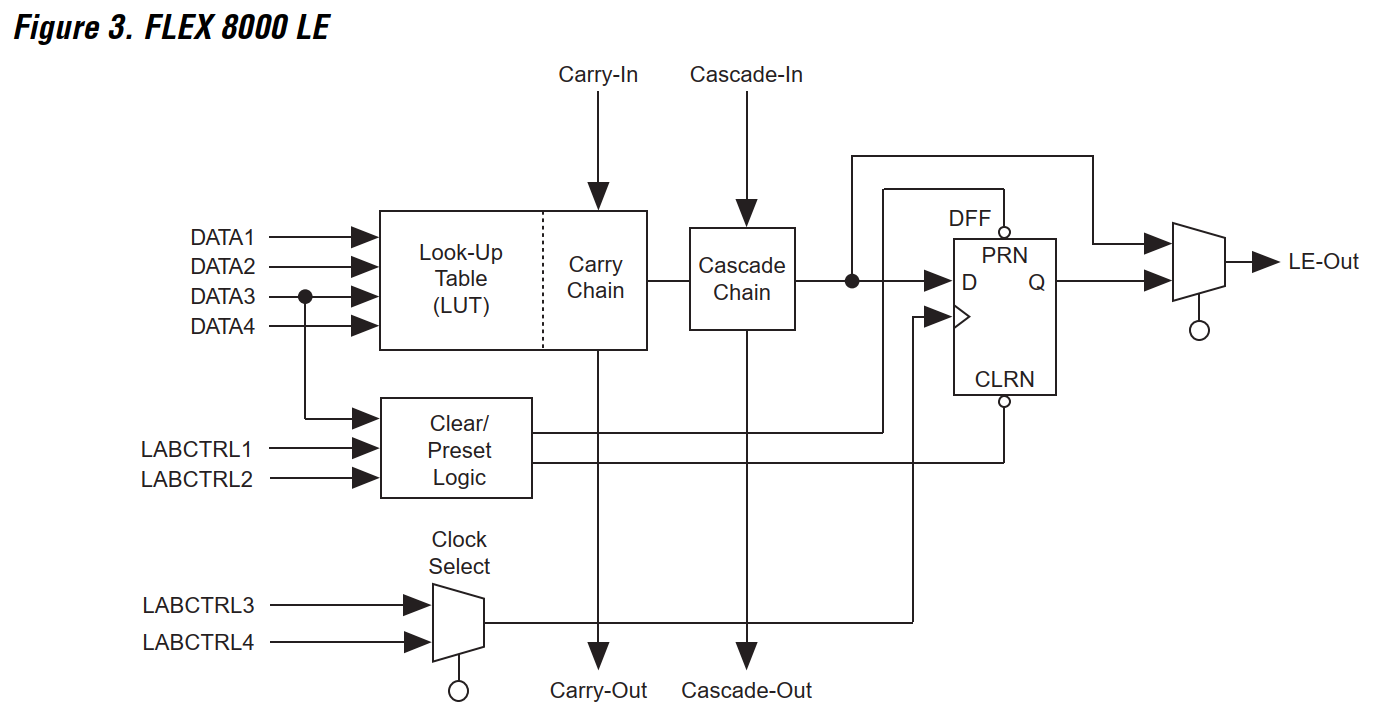 Figure 3. FLEX 8000 LE
Carry-In
Cascade-In
DATA1
DATA2
DATA3
DATA4
Look-Up
Table
(LUT)
Carry
Chain
Cascade
Chain
DFF
PRN
D
Q
CLRN
LE-Out
LABCTRL1
LABCTRL2
Clear/
Preset
Logic
Clock
Select
LABCTRL3
LABCTRL4
Carry-Out
Cascade-Out